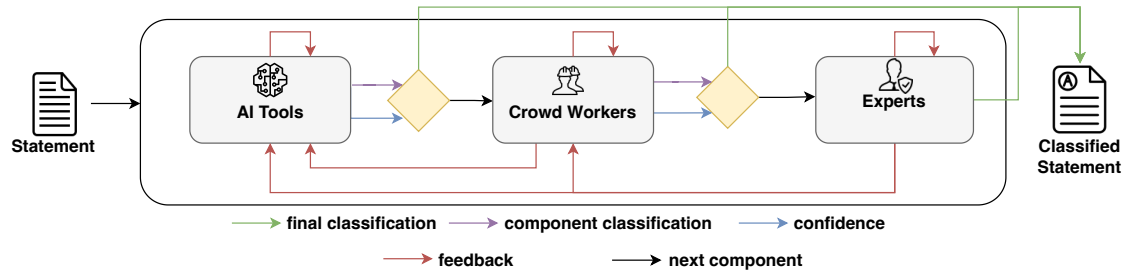 Statement
AI Tools
Crowd Workers
Experts
A
Classified
Statement
final classification
component classification
confidence
feedback
next component